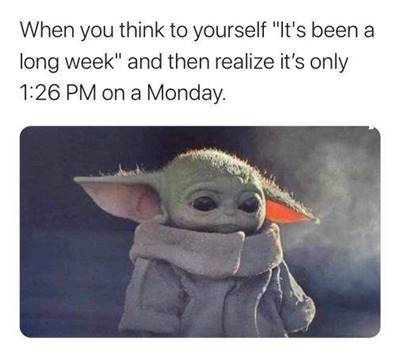 When you think to yourself "It's been a
long week" and then realize it’s only
1:26 PM on a Monday.